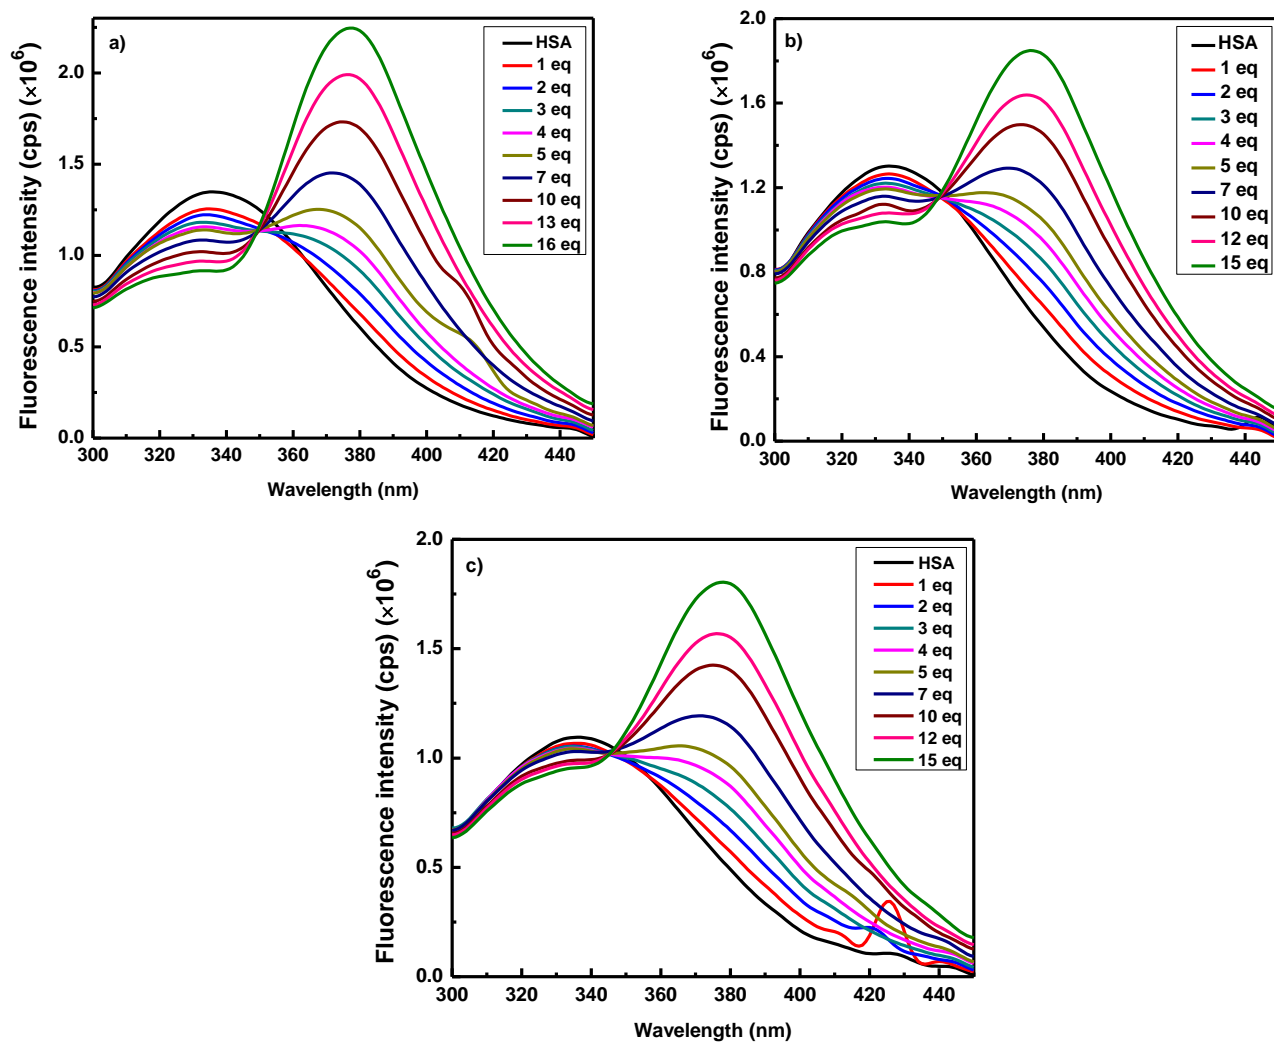 a)
Fluorescence intensity (cps) (×10⁶
2.0
1.5
1.0
0.5
0.0
300 320 340 360 380 400 420 440
Wavelength (nm)
HSA
1 eq
2 eq
3 eq
4 eq
5 eq
7 eq
10 eq
13 eq
16 eq
b)
Fluorescence intensity (cps) (×10⁶
2.0
1.6
1.2
0.8
0.4
0.0
300 320 340 360 380 400 420 440
Wavelength (nm)
HSA
1 eq
2 eq
3 eq
4 eq
5 eq
7 eq
10 eq
12 eq
15 eq
c)
Fluorescence intensity (cps) (×10⁶)
2.0
1.5
1.0
0.5
0.0
300 320 340 360 380 400 420 440
Wavelength (nm)
HSA
1 eq
2 eq
3 eq
4 eq
5 eq
7 eq
10 eq
12 eq
15 eq